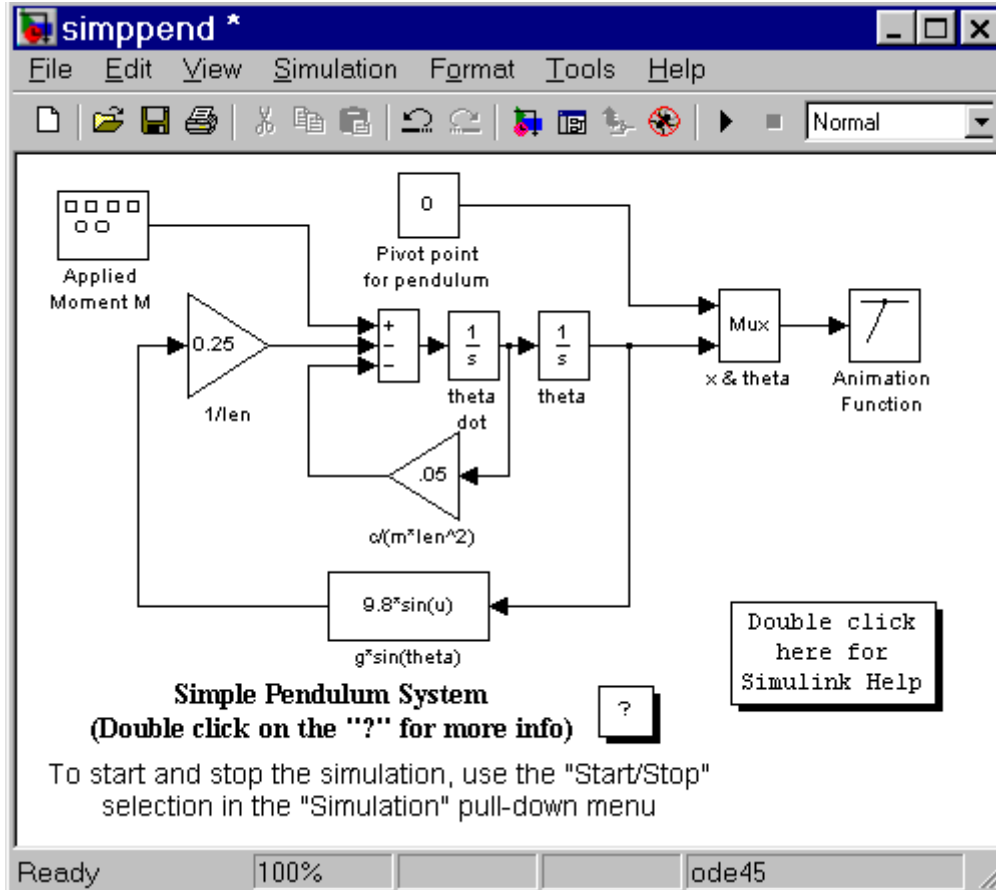 simppend *
File Edit View Simulation Format Tools Help
Normal
0
Pivot point
for pendulum
Applied
Moment M
0.25
1/len
+
−
−
1
s
theta
dot
1
s
theta
Mux
x & theta
Animation
Function
.05
c/(m*len^2)
9.8*sin(u)
g*sin(theta)
Double click
here for
Simulink Help
Simple Pendulum System
(Double click on the "?" for more info)
?
To start and stop the simulation, use the "Start/Stop"
selection in the "Simulation" pull-down menu
Ready 100% ode45